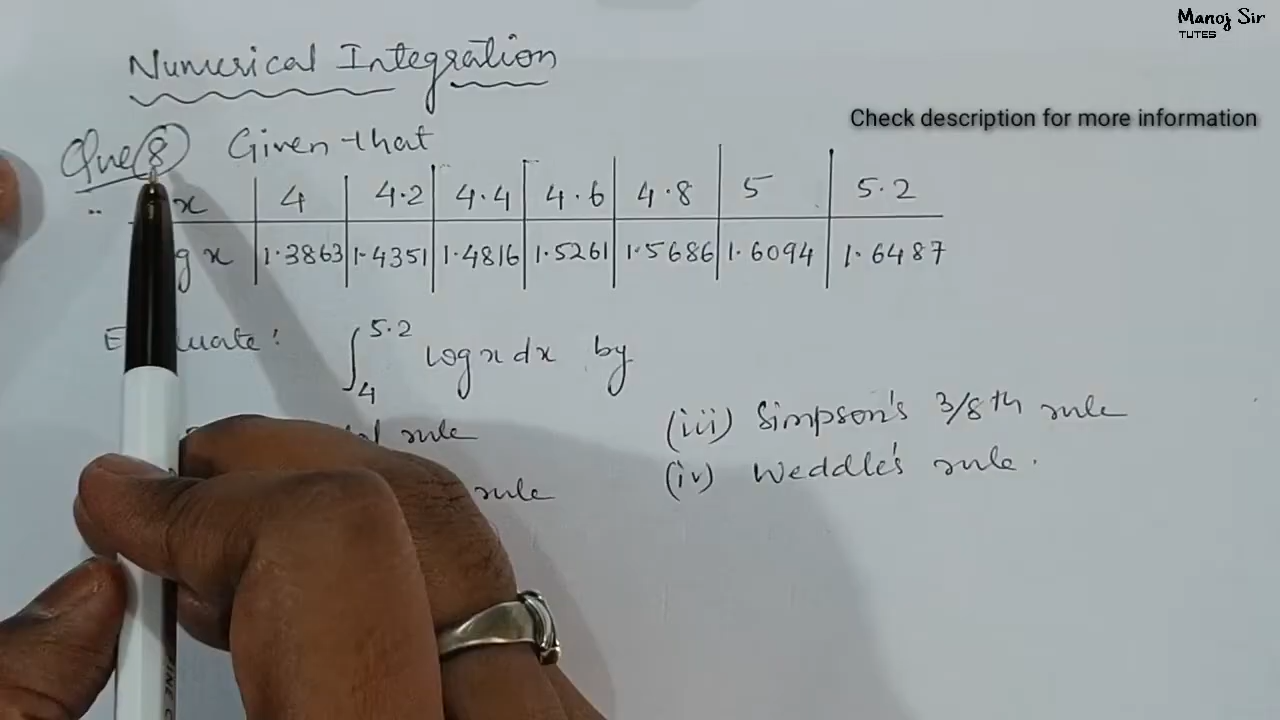 Manoj Sir
TUTES
Numerical Integration
Check description for more information
Que(8) Given that
x 4 4.2 4.4 4.6 4.8 5 5.2
x 1.3863 1.4351 1.4816 1.5261 1.5686 1.6094 1.6487
∫₄^5.2 log x dx by
rule (iii) Simpson's 3/8th rule
rule (iv) Weddle's rule.